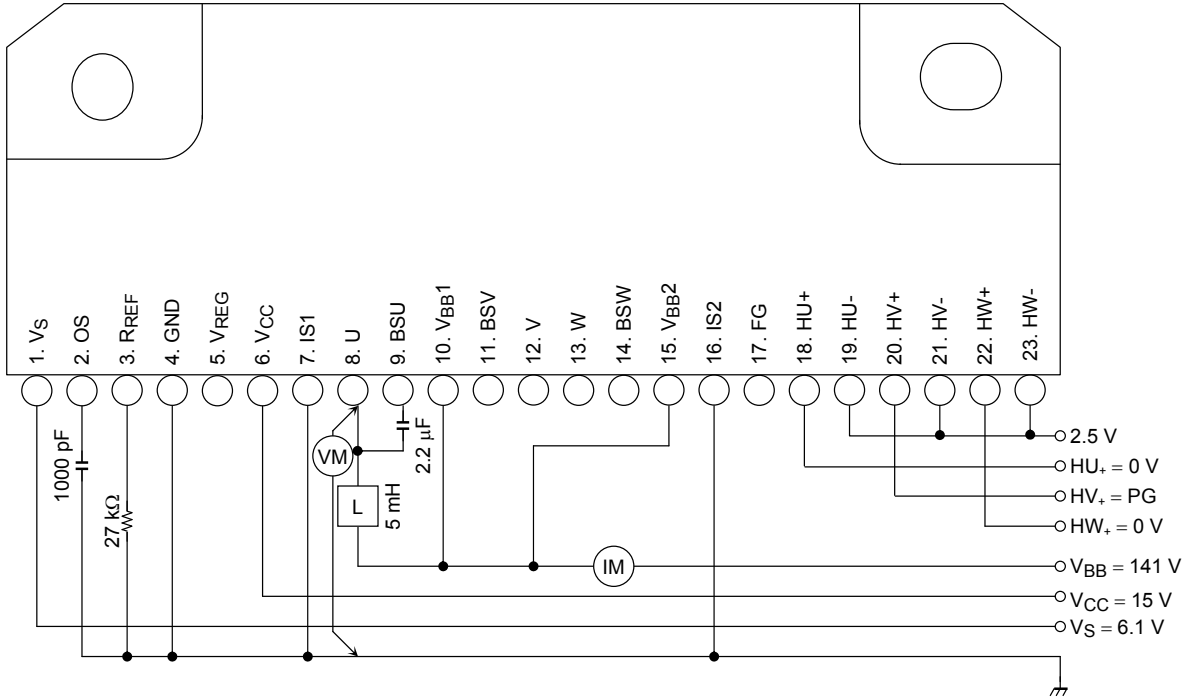 1. VS
2. OS
3. RREF
4. GND
5. VREG
6. VCC
7. IS1
8. U
9. BSU
10. VBB1
11. BSV
12. V
13. W
14. BSW
15. VBB2
16. IS2
17. FG
18. HU+
19. HU-
20. HV+
21. HV-
22. HW+
23. HW-
1000 pF
27 kΩ
VM
2.2 μF
L
5 mH
IM
2.5 V
HU+ = 0 V
HV+ = PG
HW+ = 0 V
VBB = 141 V
VCC = 15 V
VS = 6.1 V